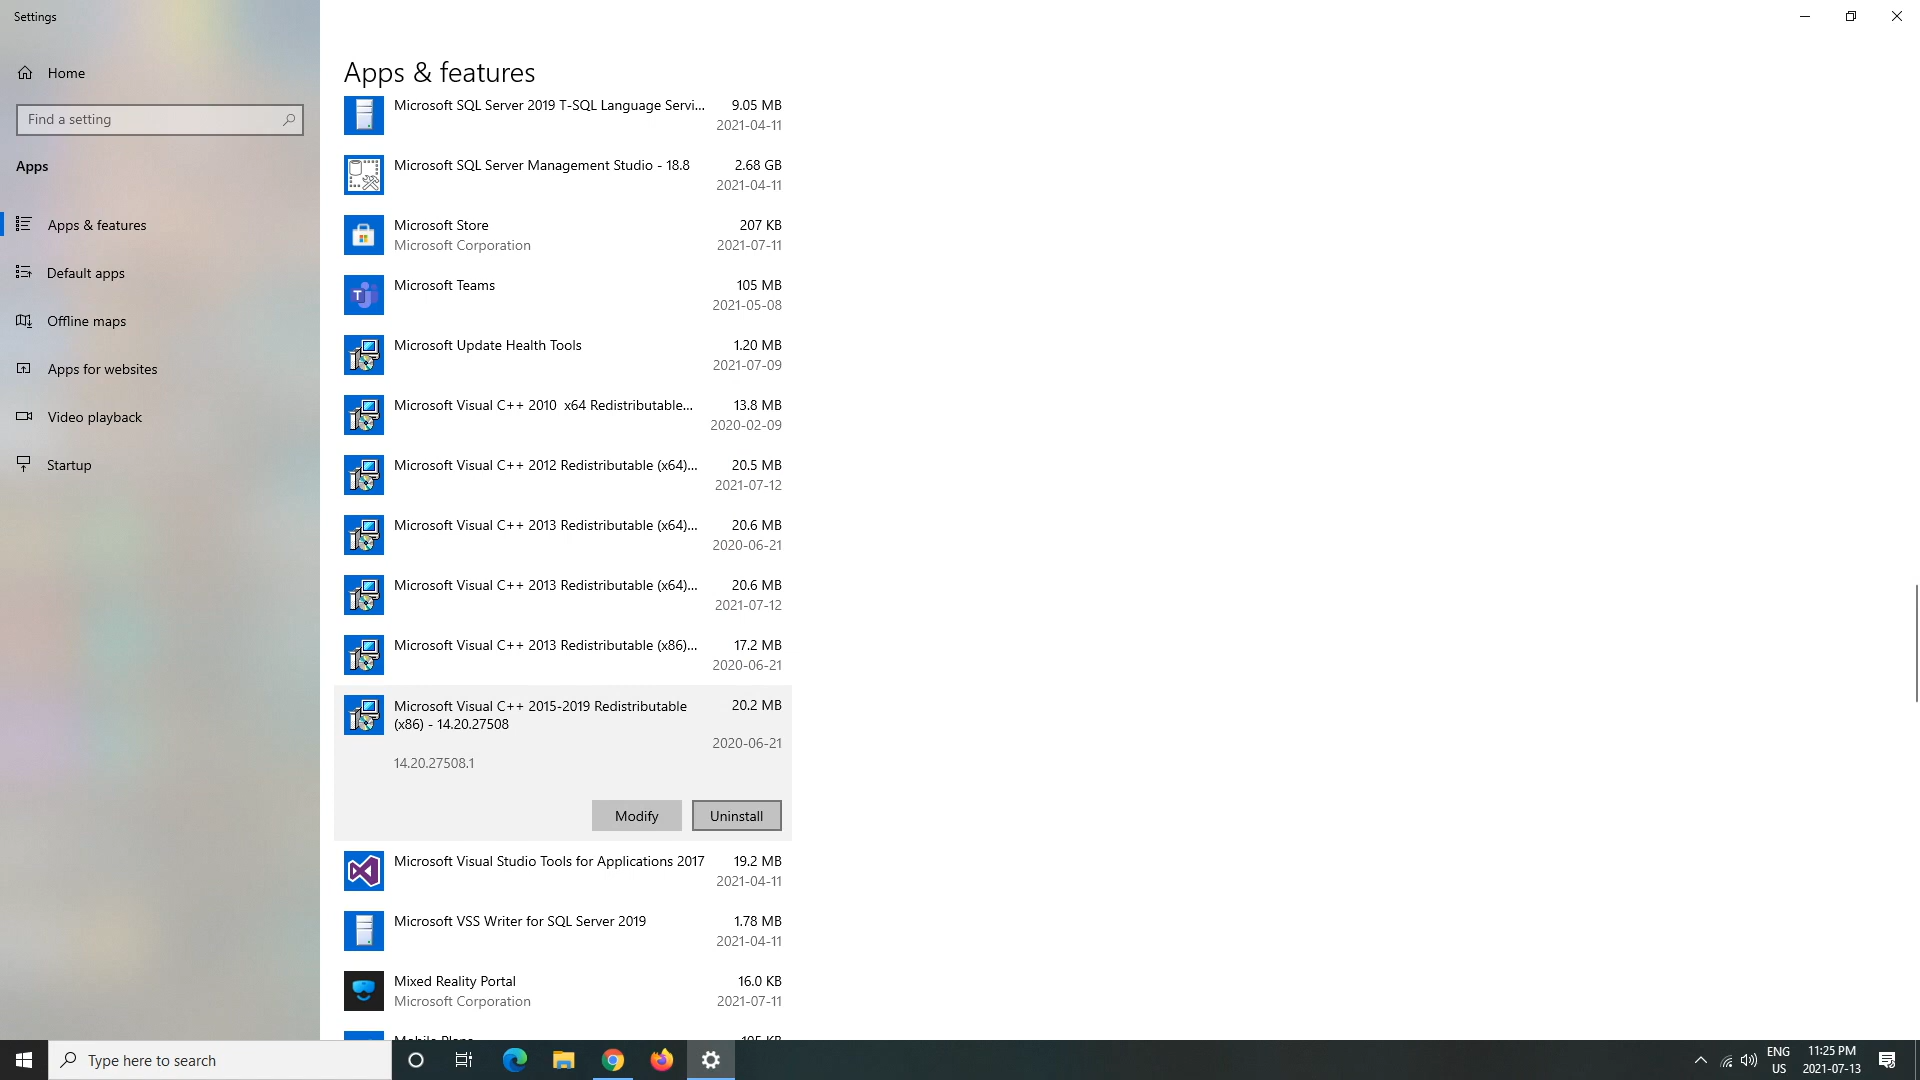 Settings
Home
Find a setting
Apps
Apps & features
Default apps
Offline maps
Apps for websites
Video playback
Startup
Apps & features
Microsoft SQL Server 2019 T-SQL Language Servi... 9.05 MB
2021-04-11
Microsoft SQL Server Management Studio - 18.8 2.68 GB
2021-04-11
Microsoft Store 207 KB
Microsoft Corporation 2021-07-11
Microsoft Teams 105 MB
2021-05-08
Microsoft Update Health Tools 1.20 MB
2021-07-09
Microsoft Visual C++ 2010  x64 Redistributable... 13.8 MB
2020-02-09
Microsoft Visual C++ 2012 Redistributable (x64)... 20.5 MB
2021-07-12
Microsoft Visual C++ 2013 Redistributable (x64)... 20.6 MB
2020-06-21
Microsoft Visual C++ 2013 Redistributable (x64)... 20.6 MB
2021-07-12
Microsoft Visual C++ 2013 Redistributable (x86)... 17.2 MB
2020-06-21
Microsoft Visual C++ 2015-2019 Redistributable 20.2 MB
(x86) - 14.20.27508
2020-06-21
14.20.27508.1
Modify Uninstall
Microsoft Visual Studio Tools for Applications 2017 19.2 MB
2021-04-11
Microsoft VSS Writer for SQL Server 2019 1.78 MB
2021-04-11
Mixed Reality Portal 16.0 KB
Microsoft Corporation 2021-07-11
Mobile Plans
Type here to search
ENG
US
11:25 PM
2021-07-13